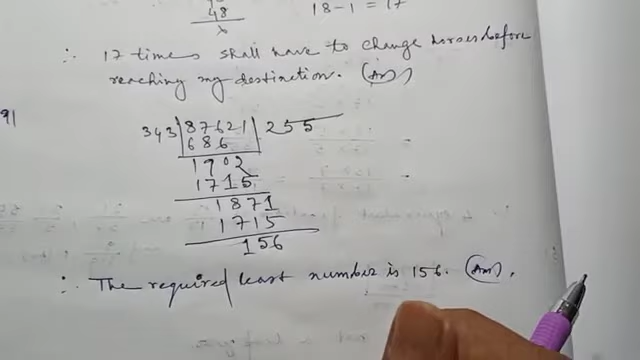 48
18 - 1 = 17
∴ 17 times shall have to change horses before
reaching my destination. (Ans)
91
343 | 87621 | 255
686
1902
1715
1871
1715
156
∴ The required least number is 156. (Ans).